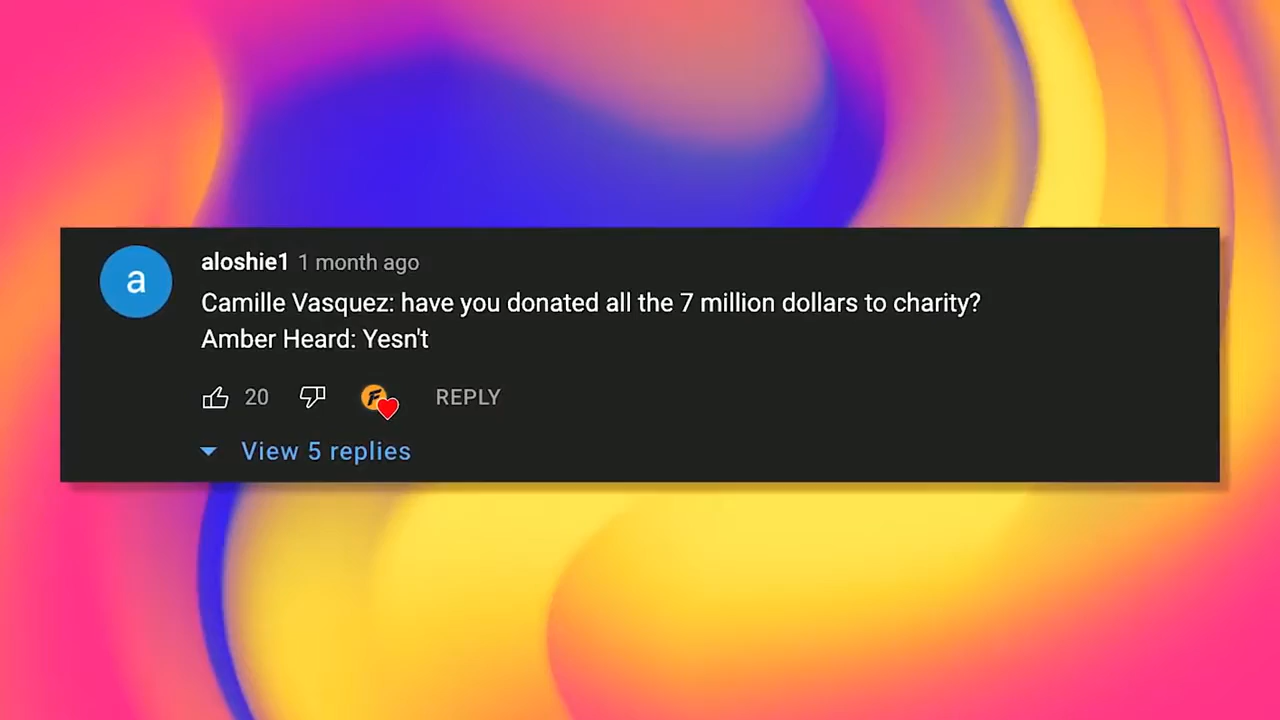 a
aloshie1 1 month ago
Camille Vasquez: have you donated all the 7 million dollars to charity?
Amber Heard: Yesn't
20 F REPLY
View 5 replies